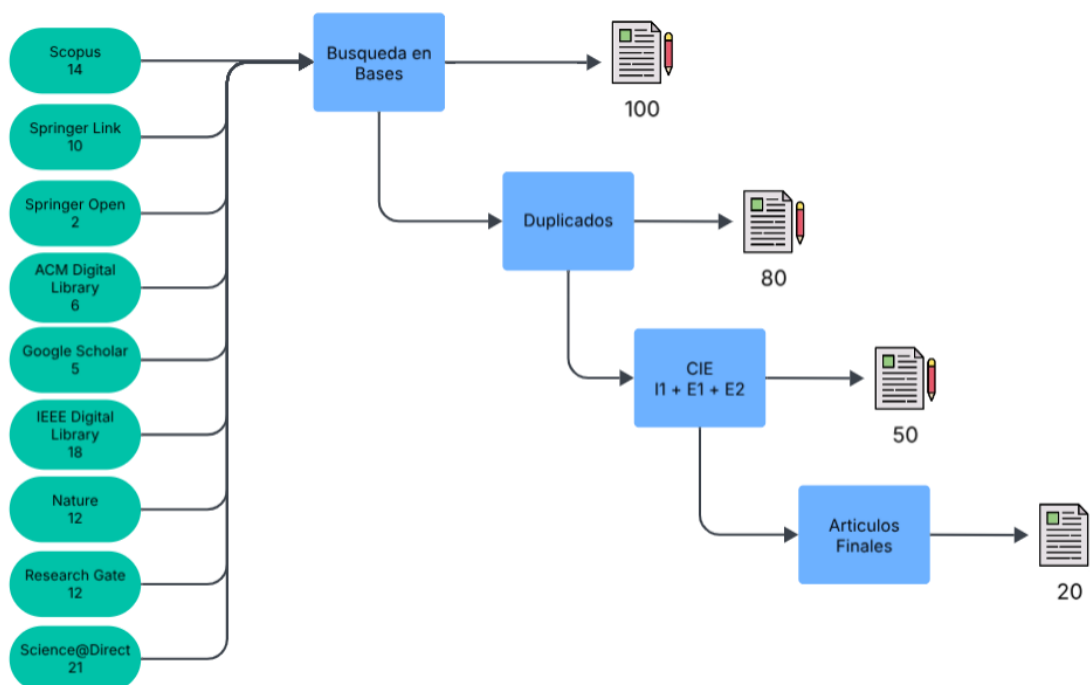 Scopus
14
Springer Link
10
Springer Open
2
ACM Digital
Library
6
Google Scholar
5
IEEE Digital
Library
18
Nature
12
Research Gate
12
Science@Direct
21
Busqueda en
Bases
100
Duplicados
80
CIE
I1 + E1 + E2
50
Articulos
Finales
20